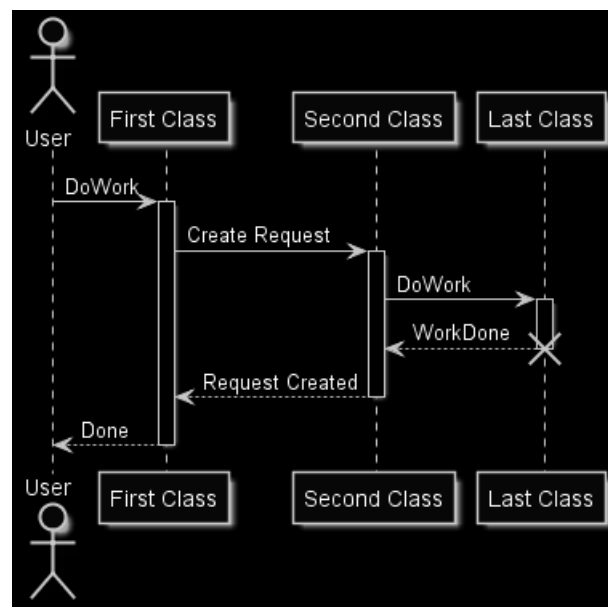 User
First Class
Second Class
Last Class
DoWork
Create Request
DoWork
WorkDone
Request Created
Done
User
First Class
Second Class
Last Class